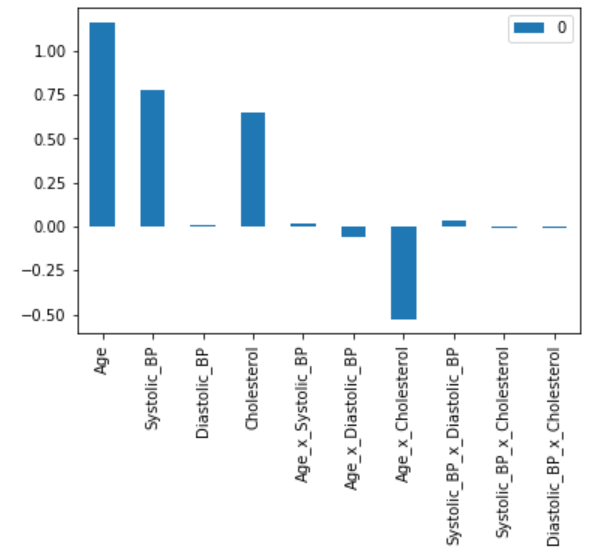 0
1.00
0.75
0.50
0.25
0.00
−0.25
−0.50
Age
Systolic_BP
Diastolic_BP
Cholesterol
Age_x_Systolic_BP
Age_x_Diastolic_BP
Age_x_Cholesterol
Systolic_BP_x_Diastolic_BP
Systolic_BP_x_Cholesterol
Diastolic_BP_x_Cholesterol